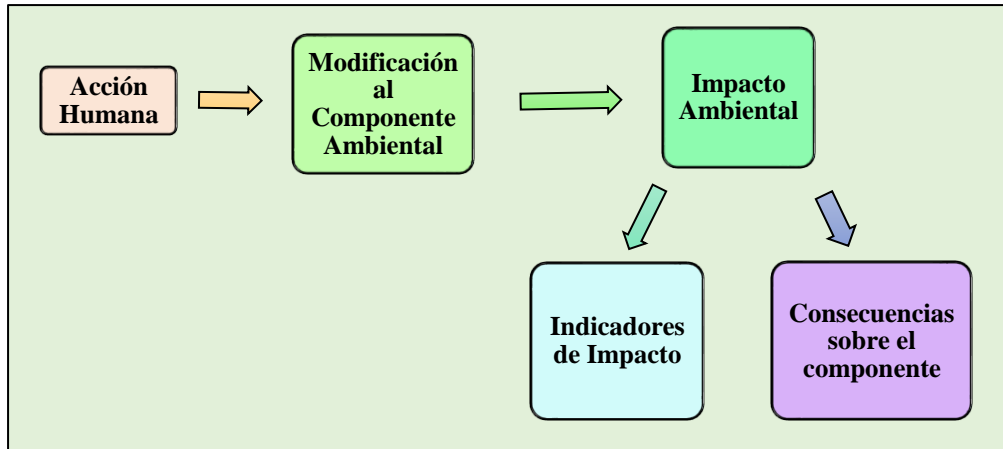 Acción
Humana
Modificación
al
Componente
Ambiental
Impacto
Ambiental
Indicadores
de Impacto
Consecuencias
sobre el
componente